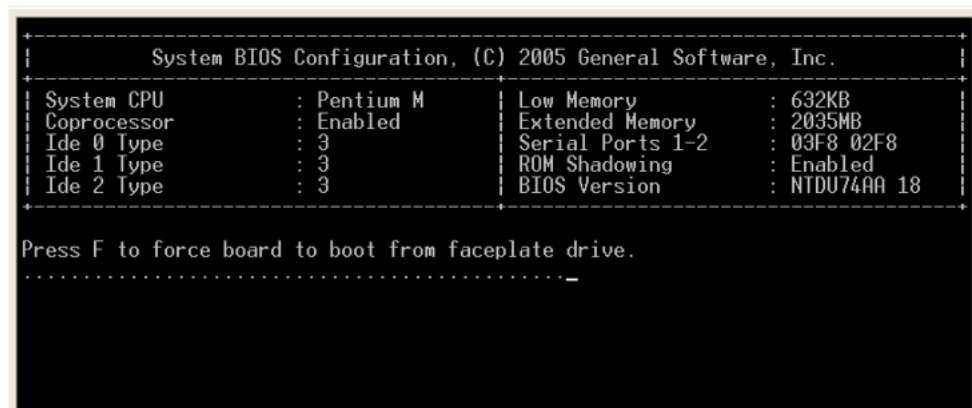 System BIOS Configuration, (C) 2005 General Software, Inc.
System CPU : Pentium M | Low Memory : 632KB
Coprocessor : Enabled | Extended Memory : 2035MB
Ide 0 Type : 3 | Serial Ports 1-2 : 03F8 02F8
Ide 1 Type : 3 | ROM Shadowing : Enabled
Ide 2 Type : 3 | BIOS Version : NTDU74AA 18
Press F to force board to boot from faceplate drive.
..............................................._